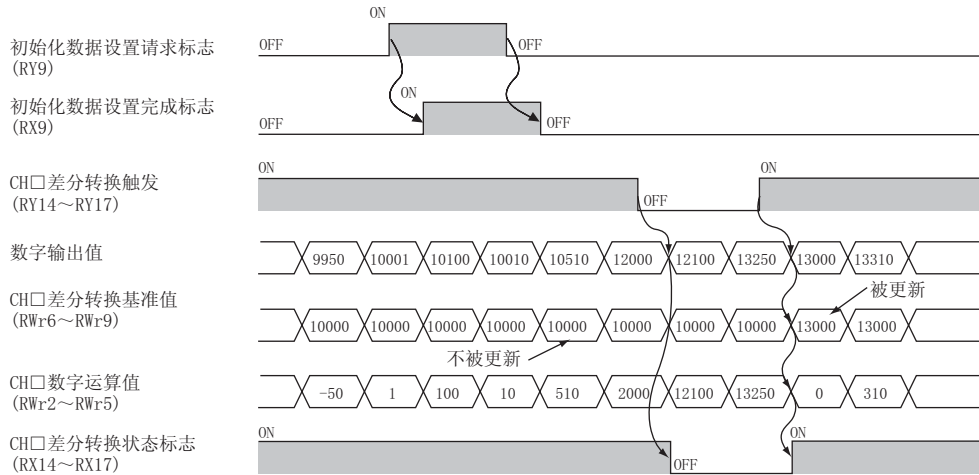 ON
初始化数据设置请求标志
(RY9)
OFF
OFF
ON
初始化数据设置完成标志
(RX9)
OFF
OFF
ON
ON
CH□差分转换触发
(RY14～RY17)
OFF
数字输出值
9950 10001 10100 10010 10510 12000 12100 13250 13000 13310
CH□差分转换基准值
(RWr6～RWr9)
被更新
10000 10000 10000 10000 10000 10000 10000 10000 13000 13000
不被更新
CH□数字运算值
(RWr2～RWr5)
-50 1 100 10 510 2000 12100 13250 0 310
ON
ON
CH□差分转换状态标志
(RX14～RX17)
OFF